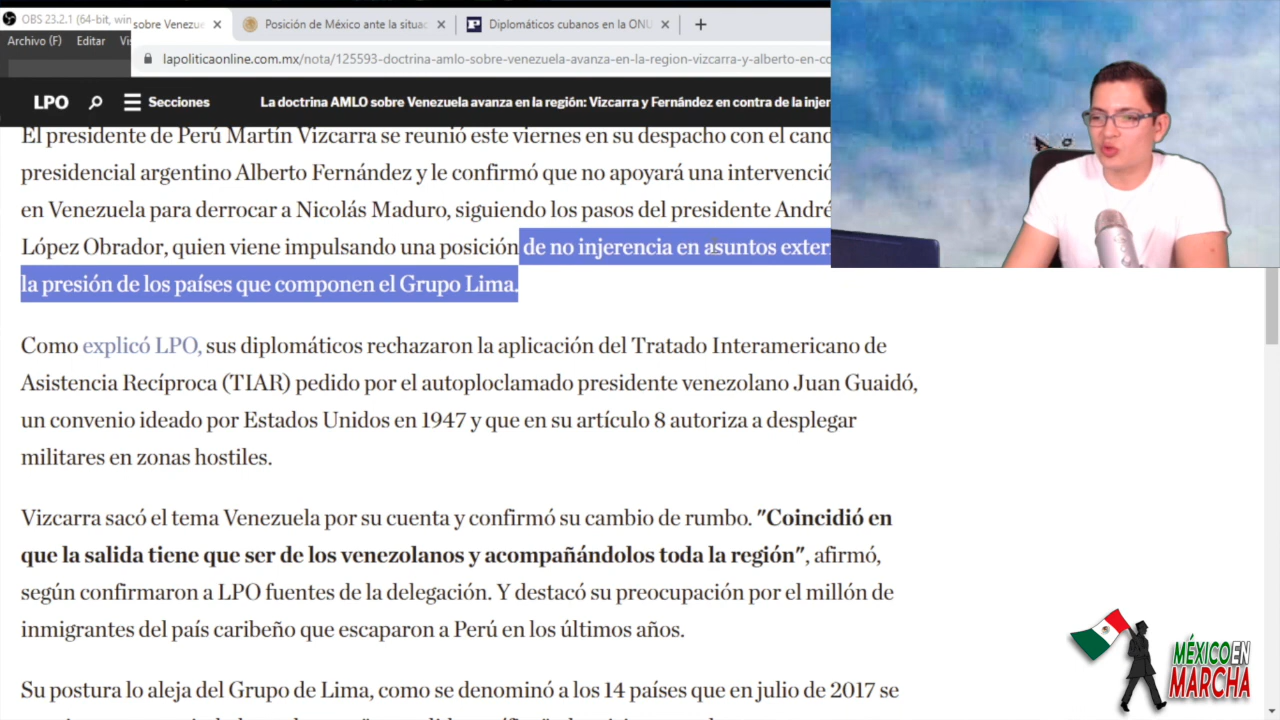 OBS 23.2.1 (64-bit, win
Archivo (F) Editar
sobre Venezue × Posición de México ante la situac × Diplomáticos cubanos en la ONU × +
lapoliticaonline.com.mx/nota/125593-doctrina-amlo-sobre-venezuela-avanza-en-la-region-vizcarra-y-alberto-en-co
LPO Secciones La doctrina AMLO sobre Venezuela avanza en la región: Vizcarra y Fernández en contra de la injer
El presidente de Perú Martín Vizcarra se reunió este viernes en su despacho con el canc
presidencial argentino Alberto Fernández y le confirmó que no apoyará una intervenció
en Venezuela para derrocar a Nicolás Maduro, siguiendo los pasos del presidente André
López Obrador, quien viene impulsando una posición de no injerencia en asuntos exter
la presión de los países que componen el Grupo Lima.
Como explicó LPO, sus diplomáticos rechazaron la aplicación del Tratado Interamericano de
Asistencia Recíproca (TIAR) pedido por el autoploclamado presidente venezolano Juan Guaidó,
un convenio ideado por Estados Unidos en 1947 y que en su artículo 8 autoriza a desplegar
militares en zonas hostiles.
Vizcarra sacó el tema Venezuela por su cuenta y confirmó su cambio de rumbo. "Coincidió en
que la salida tiene que ser de los venezolanos y acompañándolos toda la región", afirmó,
según confirmaron a LPO fuentes de la delegación. Y destacó su preocupación por el millón de
inmigrantes del país caribeño que escaparon a Perú en los últimos años.
Su postura lo aleja del Grupo de Lima, como se denominó a los 14 países que en julio de 2017 se
MÉXICO EN
MARCHA